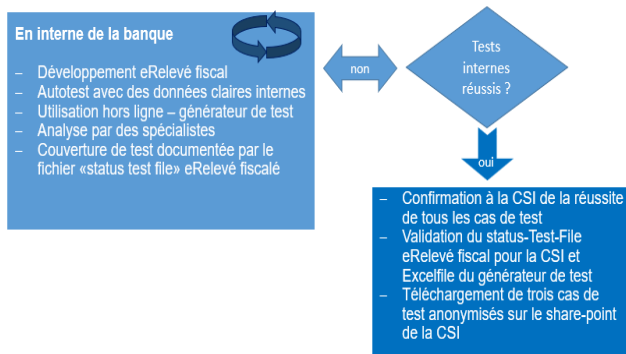 En interne de la banque
– Développement eRelevé fiscal
– Autotest avec des données claires internes
– Utilisation hors ligne – générateur de test
– Analyse par des spécialistes
– Couverture de test documentée par le
fichier «status test file» eRelevé fiscalé
non
Tests
internes
réussis ?
oui
– Confirmation à la CSI de la réussite
de tous les cas de test
– Validation du status-Test-File
eRelevé fiscal pour la CSI et
Excelfile du générateur de test
– Téléchargement de trois cas de
test anonymisés sur le share-point
de la CSI